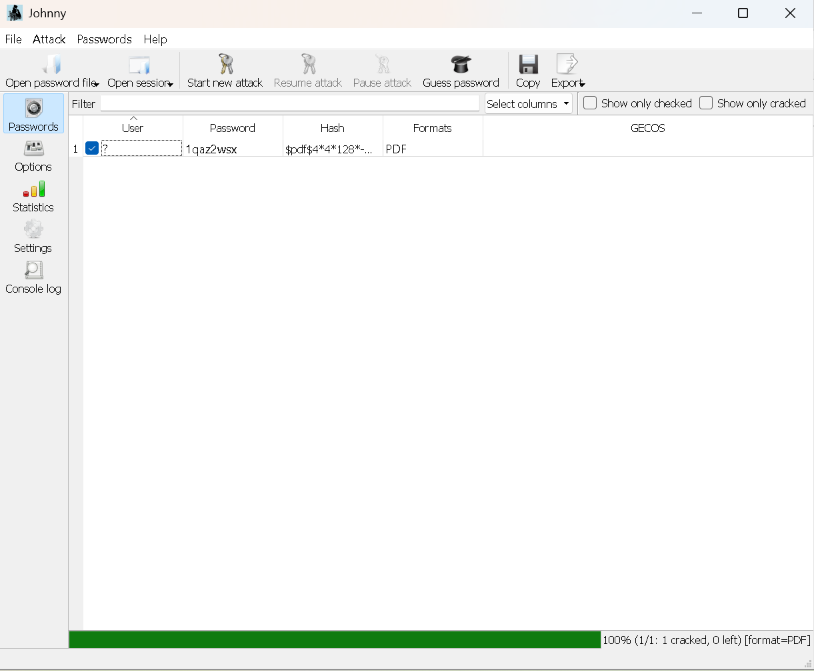 Johnny
File Attack Passwords Help
Open password file Open session Start new attack Resume attack Pause attack Guess password Copy Export
Passwords
Options
Statistics
Settings
Console log
Filter Select columns Show only checked Show only cracked
User Password Hash Formats GECOS
1 ? 1qaz2wsx $pdf$4*4*128*-... PDF
100% (1/1: 1 cracked, 0 left) [format=PDF]